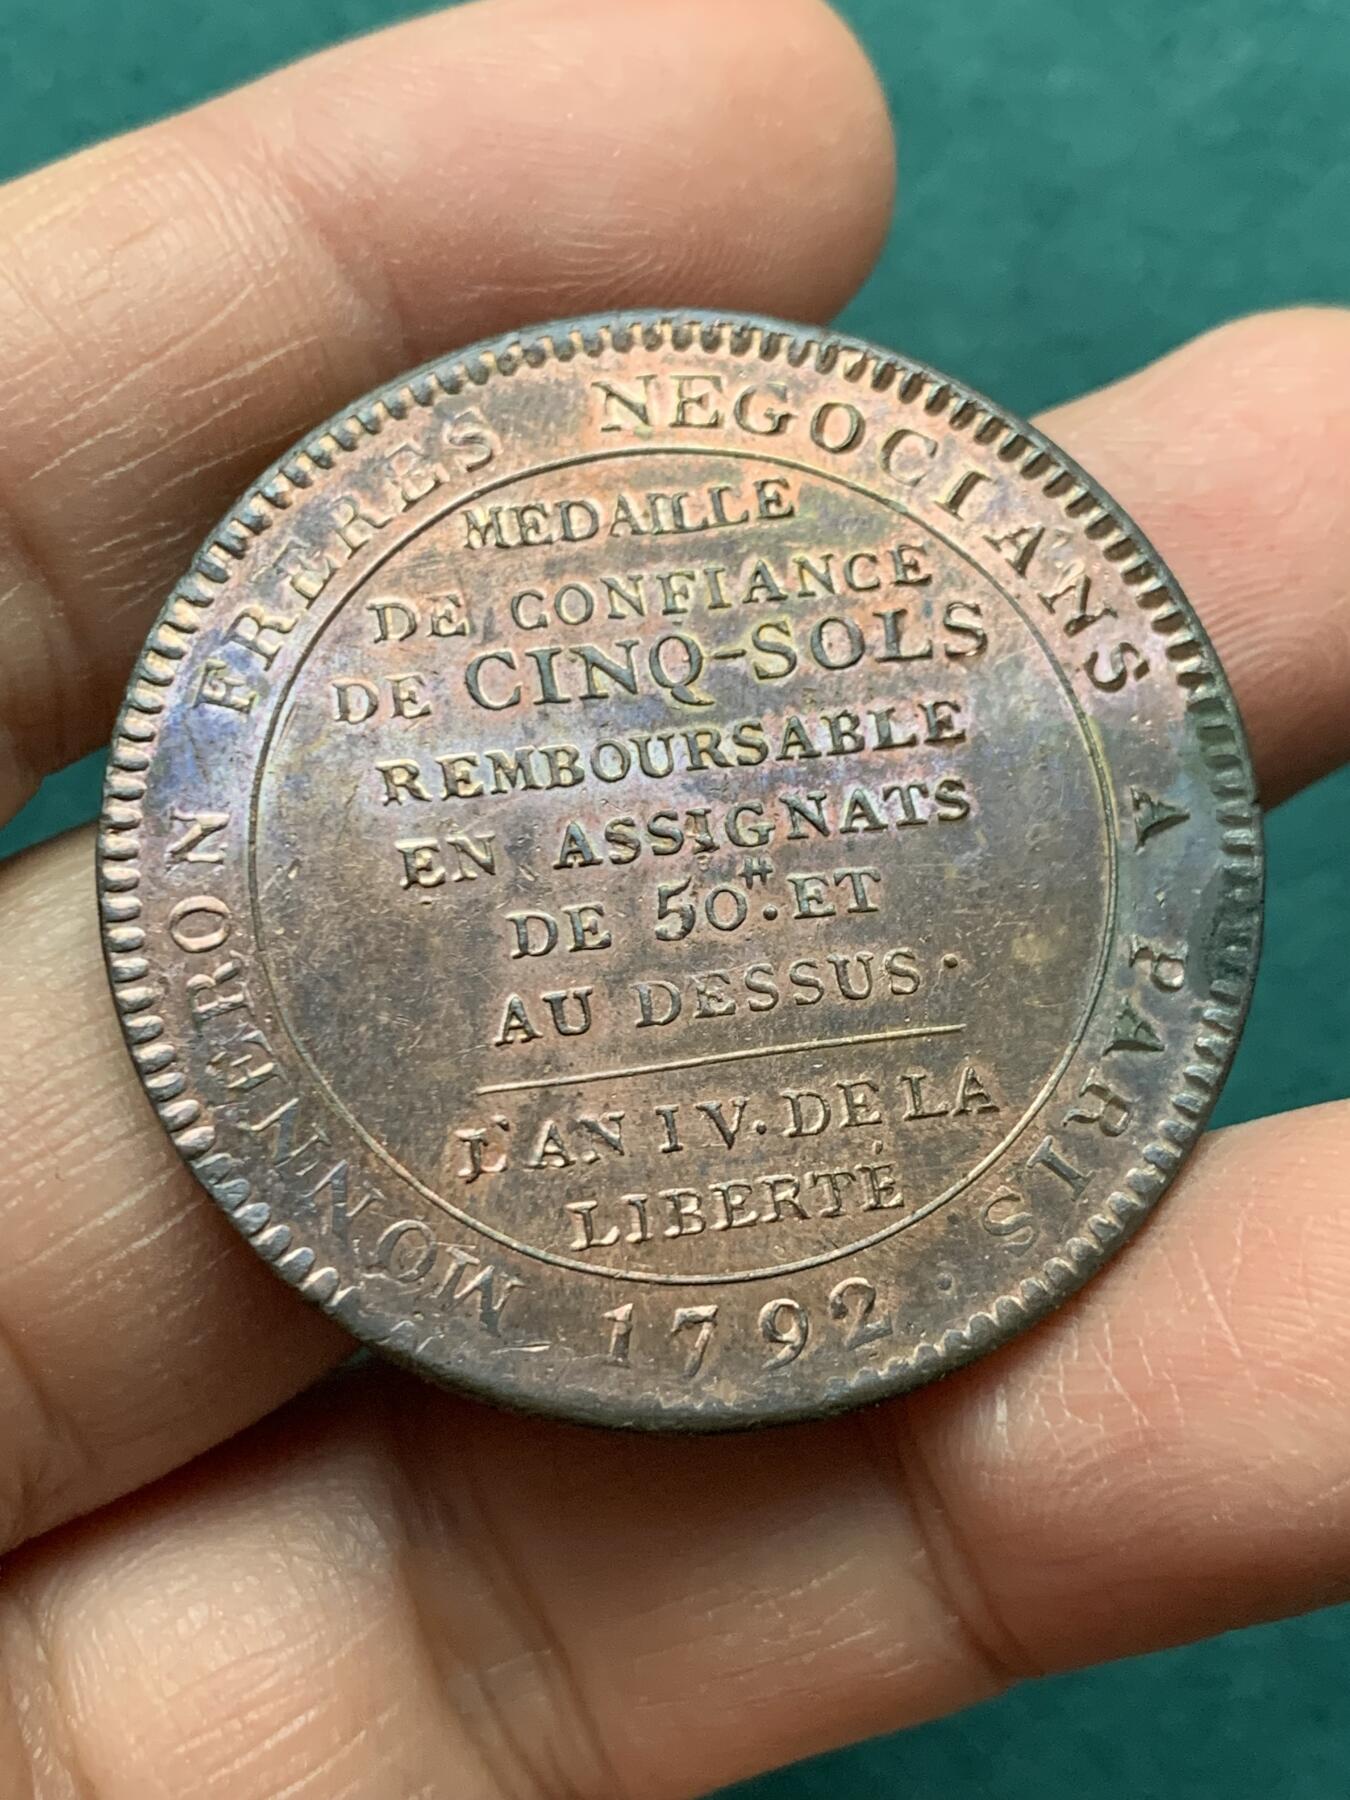 MONNERON FRERES NEGOCIANS A PARIS.
MEDAILLE
DE CONFIANCE
DE CINQ-SOLS
REMBOURSABLE
EN ASSIGNATS
DE 50ᴴ. ET
AU DESSUS.
L'AN IV. DE LA
LIBERTÉ
1792